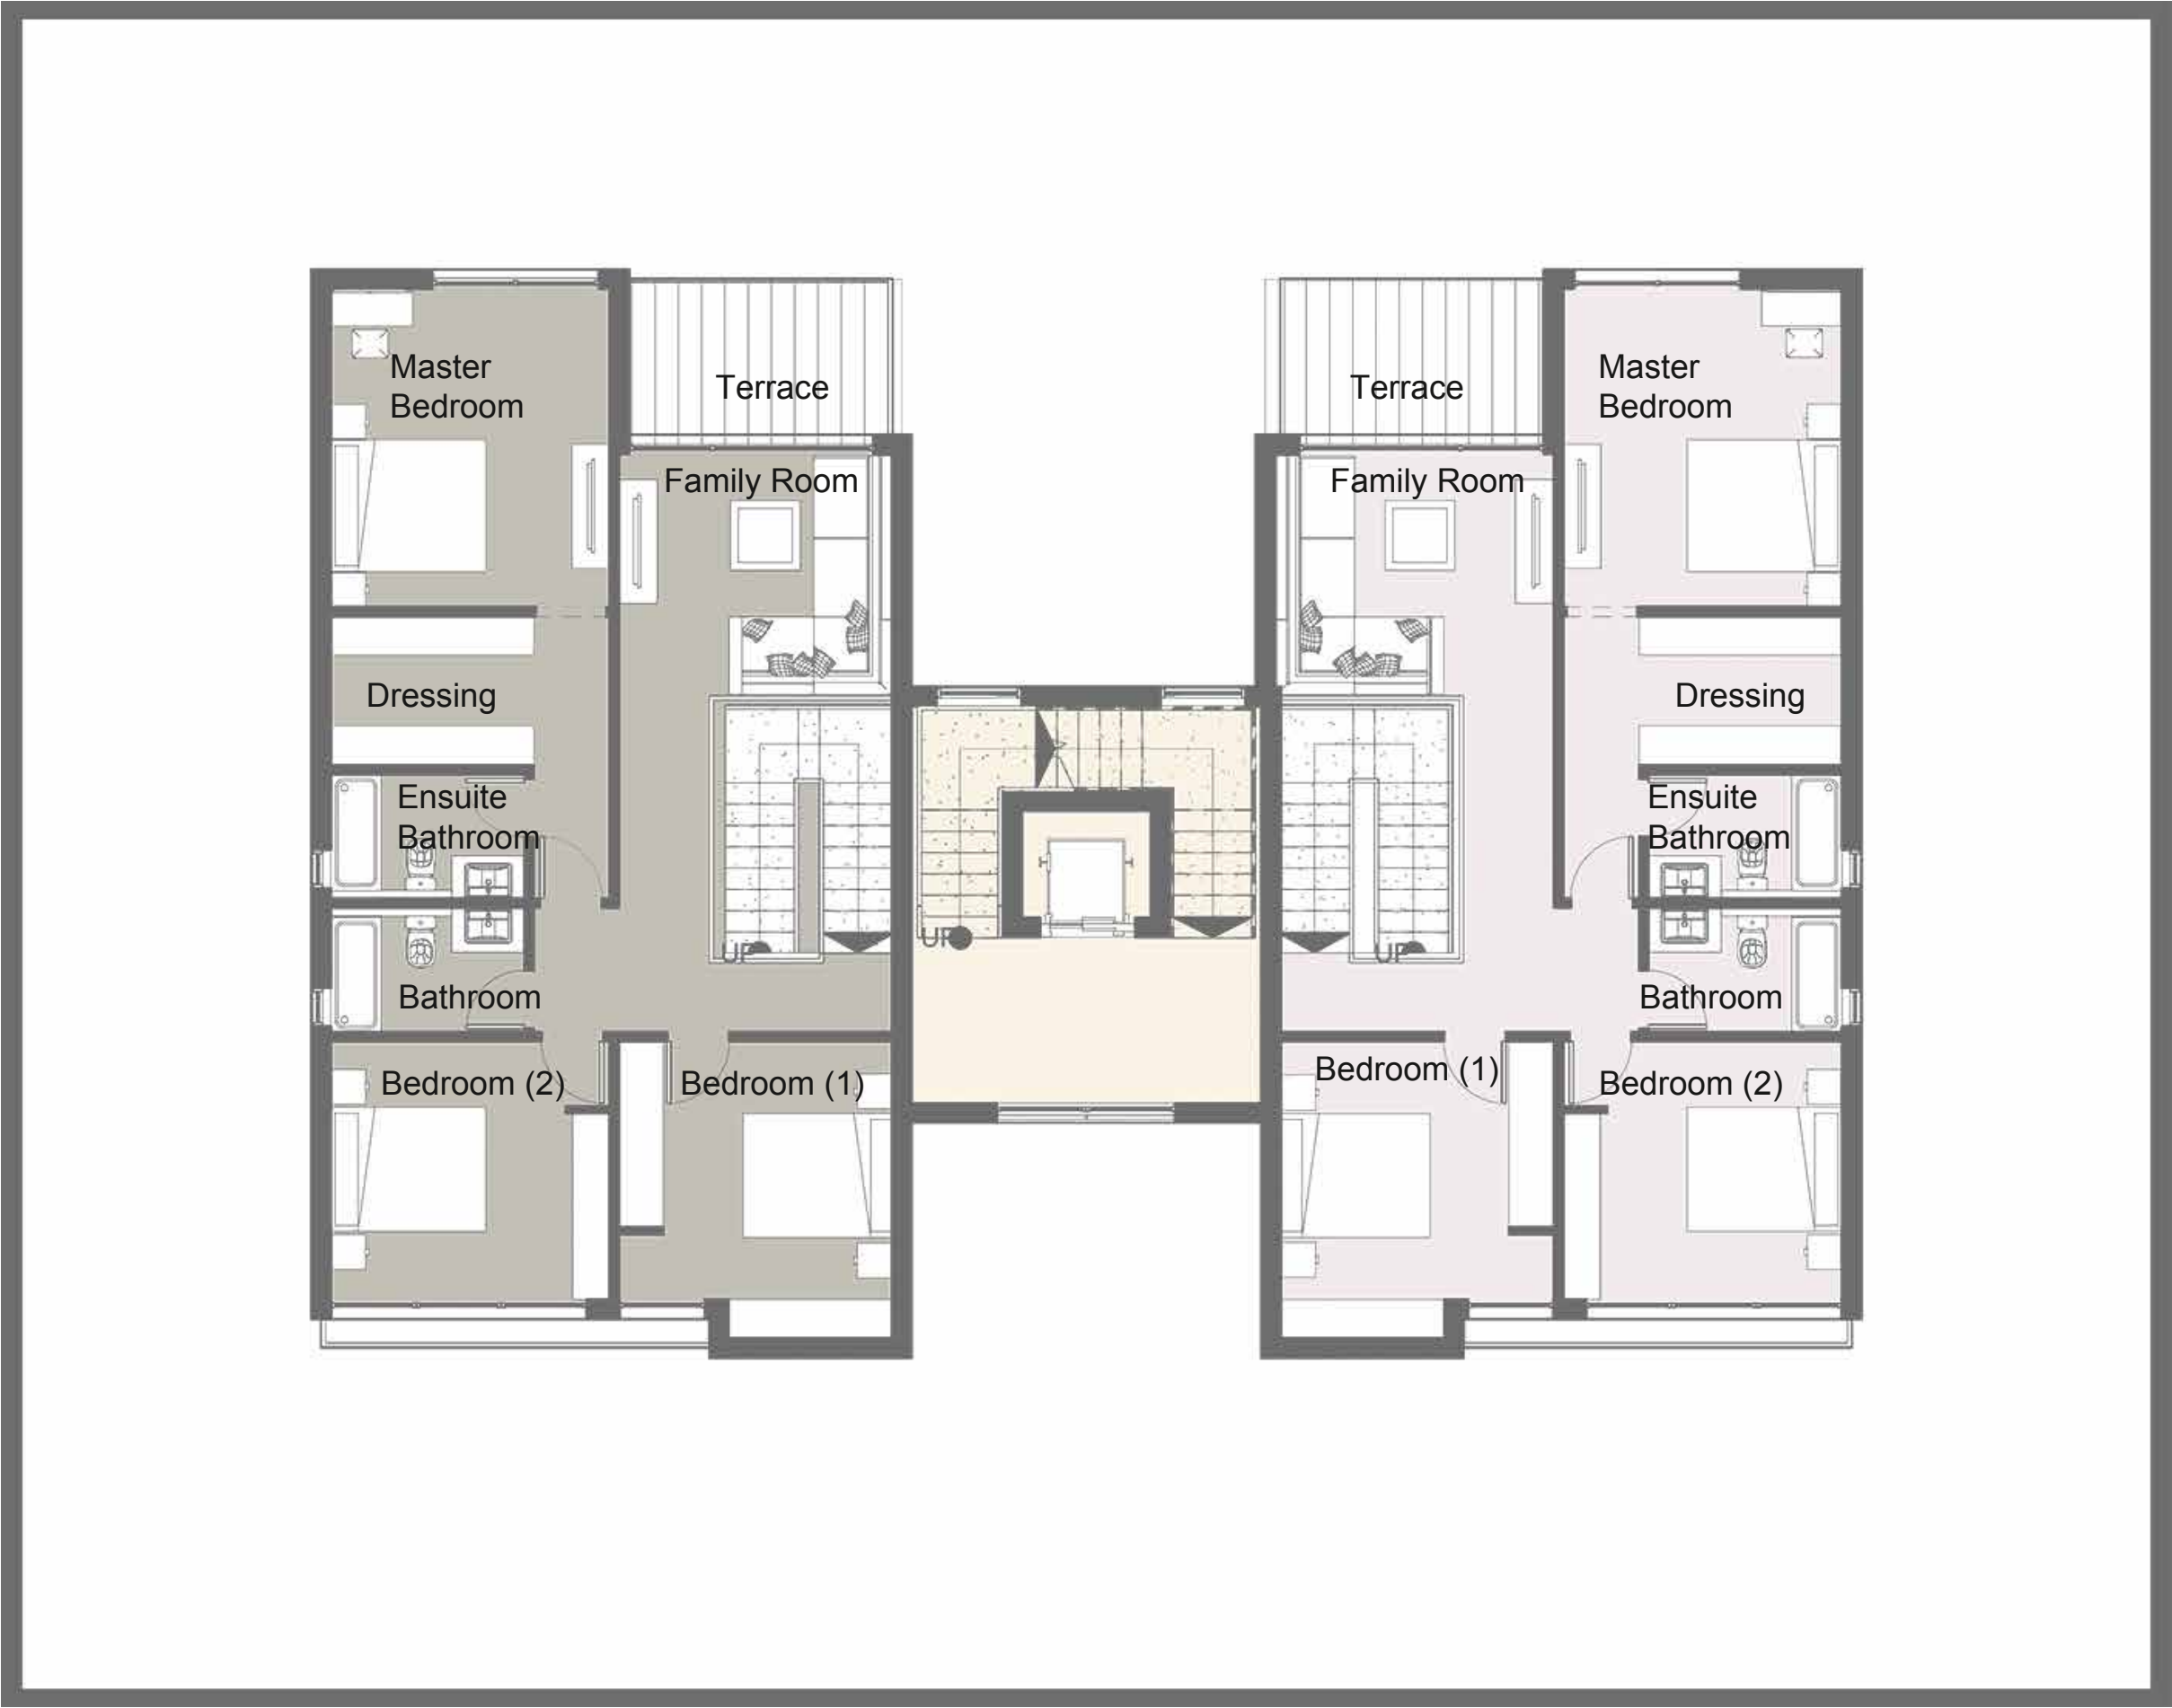 Master
Bedroom
Terrace
Terrace
Master
Bedroom
Family Room
Family Room
Dressing
Dressing
Ensuite
Bathroom
Ensuite
Bathroom
UP
UP
UP
Bathroom
Bathroom
Bedroom (2)
Bedroom (1)
Bedroom (1)
Bedroom (2)